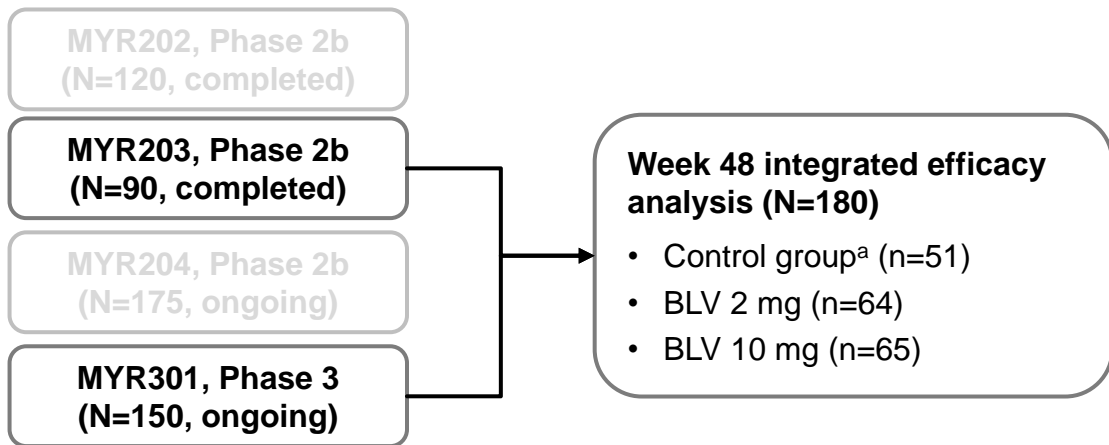 MYR202, Phase 2b
(N=120, completed)
MYR203, Phase 2b
(N=90, completed)
MYR204, Phase 2b
(N=175, ongoing)
MYR301, Phase 3
(N=150, ongoing)
Week 48 integrated efficacy
analysis (N=180)
• Control groupᵃ (n=51)
• BLV 2 mg (n=64)
• BLV 10 mg (n=65)